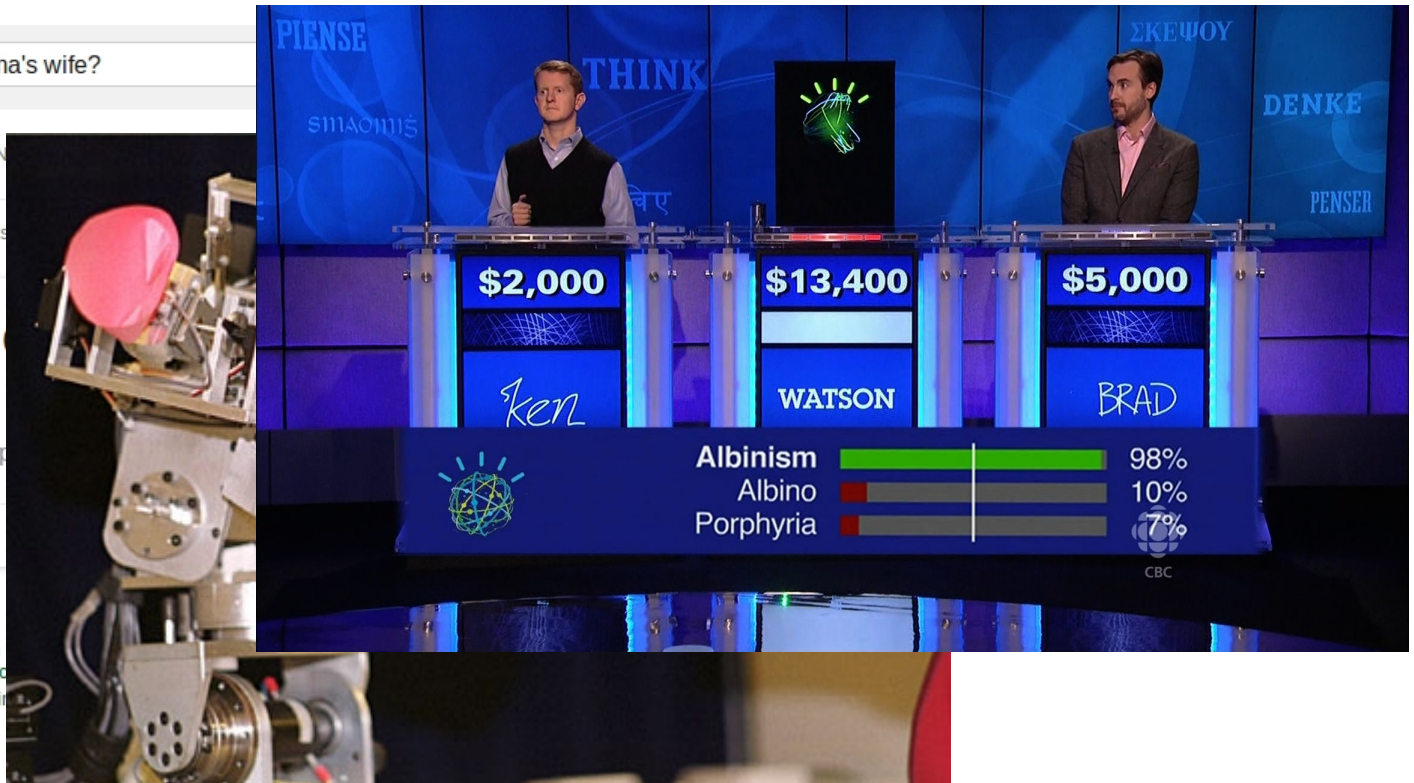 na's wife?
PIENSE
THINK
ΣΚΕΨΟΥ
DENKE
PENSER
$2,000
$13,400
$5,000
Ken
WATSON
BRAD
Albinism 98%
Albino 10%
Porphyria 7%
CBC